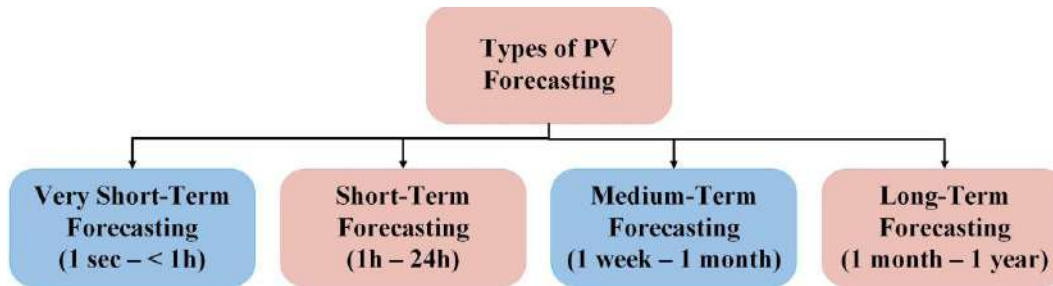 Types of PV
Forecasting
Very Short-Term
Forecasting
(1 sec – < 1h)
Short-Term
Forecasting
(1h – 24h)
Medium-Term
Forecasting
(1 week – 1 month)
Long-Term
Forecasting
(1 month – 1 year)